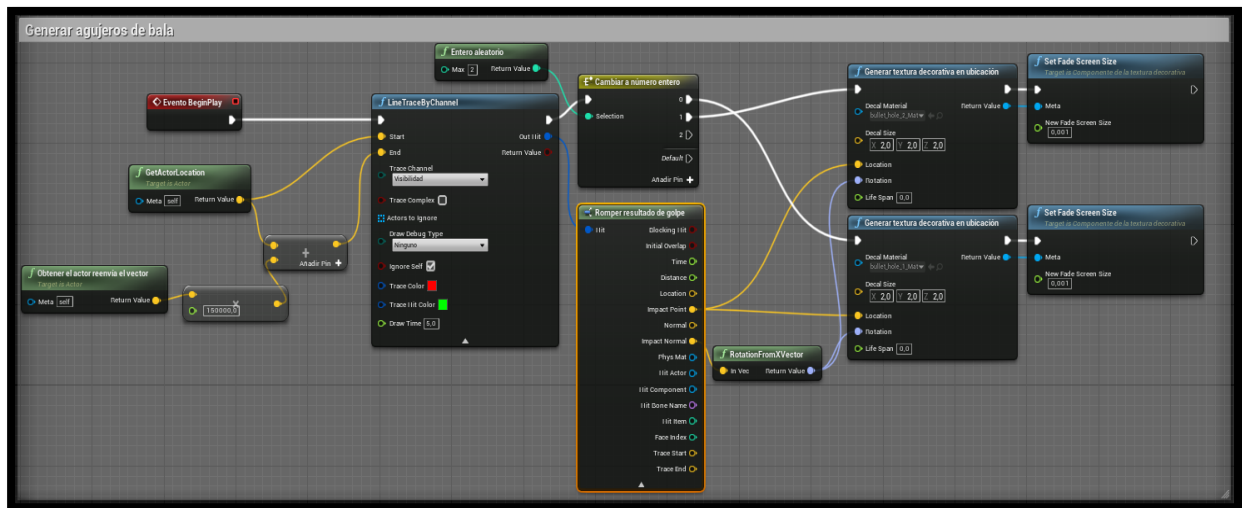 Generar agujeros de bala
Evento BeginPlay
GetActorLocation
Target is Actor
Meta self Return Value
Obtener el actor reenvía el vector
Target is Actor
Meta self Return Value
150000,0
Añadir Pin
Entero aleatorio
Max 2 Return Value
LineTraceByChannel
Start Out Hit
End Return Value
Trace Channel
Visibilidad
Trace Complex
Actors to Ignore
Draw Debug Type
Ninguno
Ignore Self
Trace Color
Trace Hit Color
Draw Time 5,0
Cambiar a número entero
0
Selection 1
2
Default
Añadir Pin
Romper resultado de golpe
Hit Blocking Hit
Initial Overlap
Time
Distance
Location
Impact Point
Normal
Impact Normal
Phys Mat
Hit Actor
Hit Component
Hit Bone Name
Hit Item
Face Index
Trace Start
Trace End
RotationFromXVector
In Vec Return Value
Generar textura decorativa en ubicación
Decal Material Return Value
bullet_hole_2_Mat
Decal Size
X 2,0 Y 2,0 Z 2,0
Location
Rotation
Life Span 0,0
Set Fade Screen Size
Target is Componente de la textura decorativa
Meta
New Fade Screen Size
0,001
Generar textura decorativa en ubicación
Decal Material Return Value
bullet_hole_1_Mat
Decal Size
X 2,0 Y 2,0 Z 2,0
Location
Rotation
Life Span 0,0
Set Fade Screen Size
Target is Componente de la textura decorativa
Meta
New Fade Screen Size
0,001